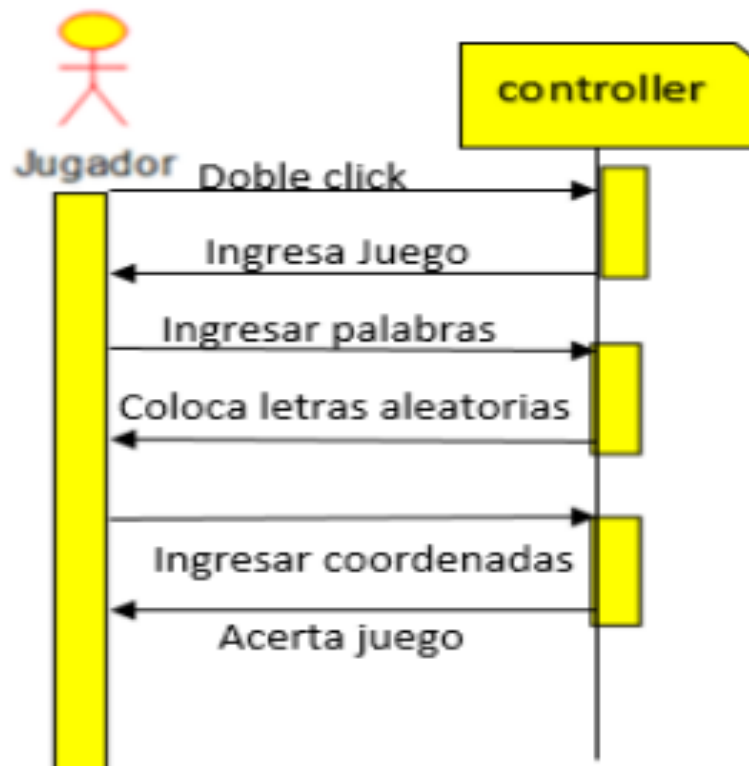 controller
Jugador
Doble click
Ingresa Juego
Ingresar palabras
Coloca letras aleatorias
Ingresar coordenadas
Acerta juego